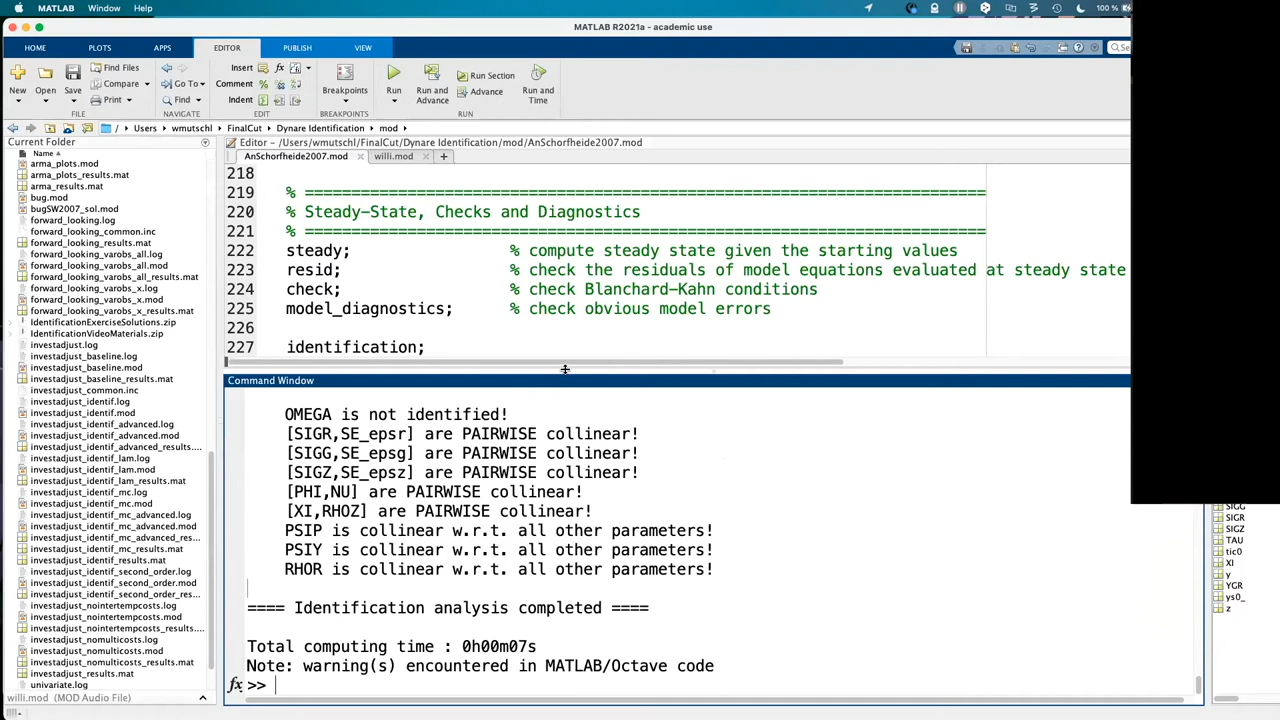 MATLAB Window Help 100 %
MATLAB R2021a - academic use
HOME PLOTS APPS EDITOR PUBLISH VIEW
New Open Save Find Files Compare Print Go To Find Insert Comment Indent Breakpoints Run Run and Advance Run Section Advance Run and Time
FILE NAVIGATE EDIT BREAKPOINTS RUN
/ Users wmutschl FinalCut Dynare Identification mod
Current Folder
Name
arma_plots.mod
arma_plots_results.mat
arma_results.mat
bug.mod
bugSW2007_sol.mod
forward_looking.log
forward_looking_common.inc
forward_looking_results.mat
forward_looking_varobs_all.log
forward_looking_varobs_all.mod
forward_looking_varobs_all_results.mat
forward_looking_varobs_x.log
forward_looking_varobs_x.mod
forward_looking_varobs_x_results.mat
IdentificationExerciseSolutions.zip
IdentificationVideoMaterials.zip
investadjust.log
investadjust_baseline.log
investadjust_baseline.mod
investadjust_baseline_results.mat
investadjust_common.inc
investadjust_identif.log
investadjust_identif.mod
investadjust_identif_advanced.log
investadjust_identif_advanced.mod
investadjust_identif_advanced_results....
investadjust_identif_lam.log
investadjust_identif_lam.mod
investadjust_identif_lam_results.mat
investadjust_identif_mc.log
investadjust_identif_mc.mod
investadjust_identif_mc_advanced.log
investadjust_identif_mc_advanced.mod
investadjust_identif_mc_advanced_res...
investadjust_identif_mc_results.mat
investadjust_identif_results.mat
investadjust_identif_second_order.log
investadjust_identif_second_order.mod
investadjust_identif_second_order_res...
investadjust_nointertempcosts.log
investadjust_nointertempcosts.mod
investadjust_nointertempcosts_results....
investadjust_nomulticosts.log
investadjust_nomulticosts.mod
investadjust_nomulticosts_results.mat
investadjust_results.mat
univariate.log
willi.mod (MOD Audio File)
Editor - /Users/wmutschl/FinalCut/Dynare Identification/mod/AnSchorfheide2007.mod
AnSchorfheide2007.mod willi.mod
218
219 % =========================================================================
220 % Steady-State, Checks and Diagnostics
221 % =========================================================================
222 steady; % compute steady state given the starting values
223 resid; % check the residuals of model equations evaluated at steady state
224 check; % check Blanchard-Kahn conditions
225 model_diagnostics; % check obvious model errors
226
227 identification;
Command Window
OMEGA is not identified!
[SIGR,SE_epsr] are PAIRWISE collinear!
[SIGG,SE_epsg] are PAIRWISE collinear!
[SIGZ,SE_epsz] are PAIRWISE collinear!
[PHI,NU] are PAIRWISE collinear!
[XI,RHOZ] are PAIRWISE collinear!
PSIP is collinear w.r.t. all other parameters!
PSIY is collinear w.r.t. all other parameters!
RHOR is collinear w.r.t. all other parameters!
==== Identification analysis completed ====
Total computing time : 0h00m07s
Note: warning(s) encountered in MATLAB/Octave code
fx >>
SIGG
SIGR
SIGZ
TAU
tic0
XI
y
YGR
ys0_
z